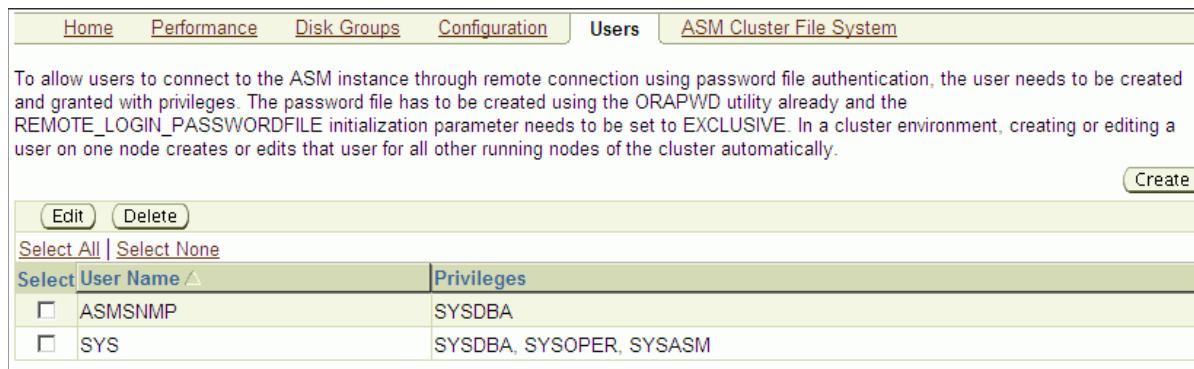 Home Performance Disk Groups Configuration Users ASM Cluster File System
To allow users to connect to the ASM instance through remote connection using password file authentication, the user needs to be created
and granted with privileges. The password file has to be created using the ORAPWD utility already and the
REMOTE_LOGIN_PASSWORDFILE initialization parameter needs to be set to EXCLUSIVE. In a cluster environment, creating or editing a
user on one node creates or edits that user for all other running nodes of the cluster automatically.
Create
Edit Delete
Select All | Select None
Select User Name Privileges
ASMSNMP SYSDBA
SYS SYSDBA, SYSOPER, SYSASM